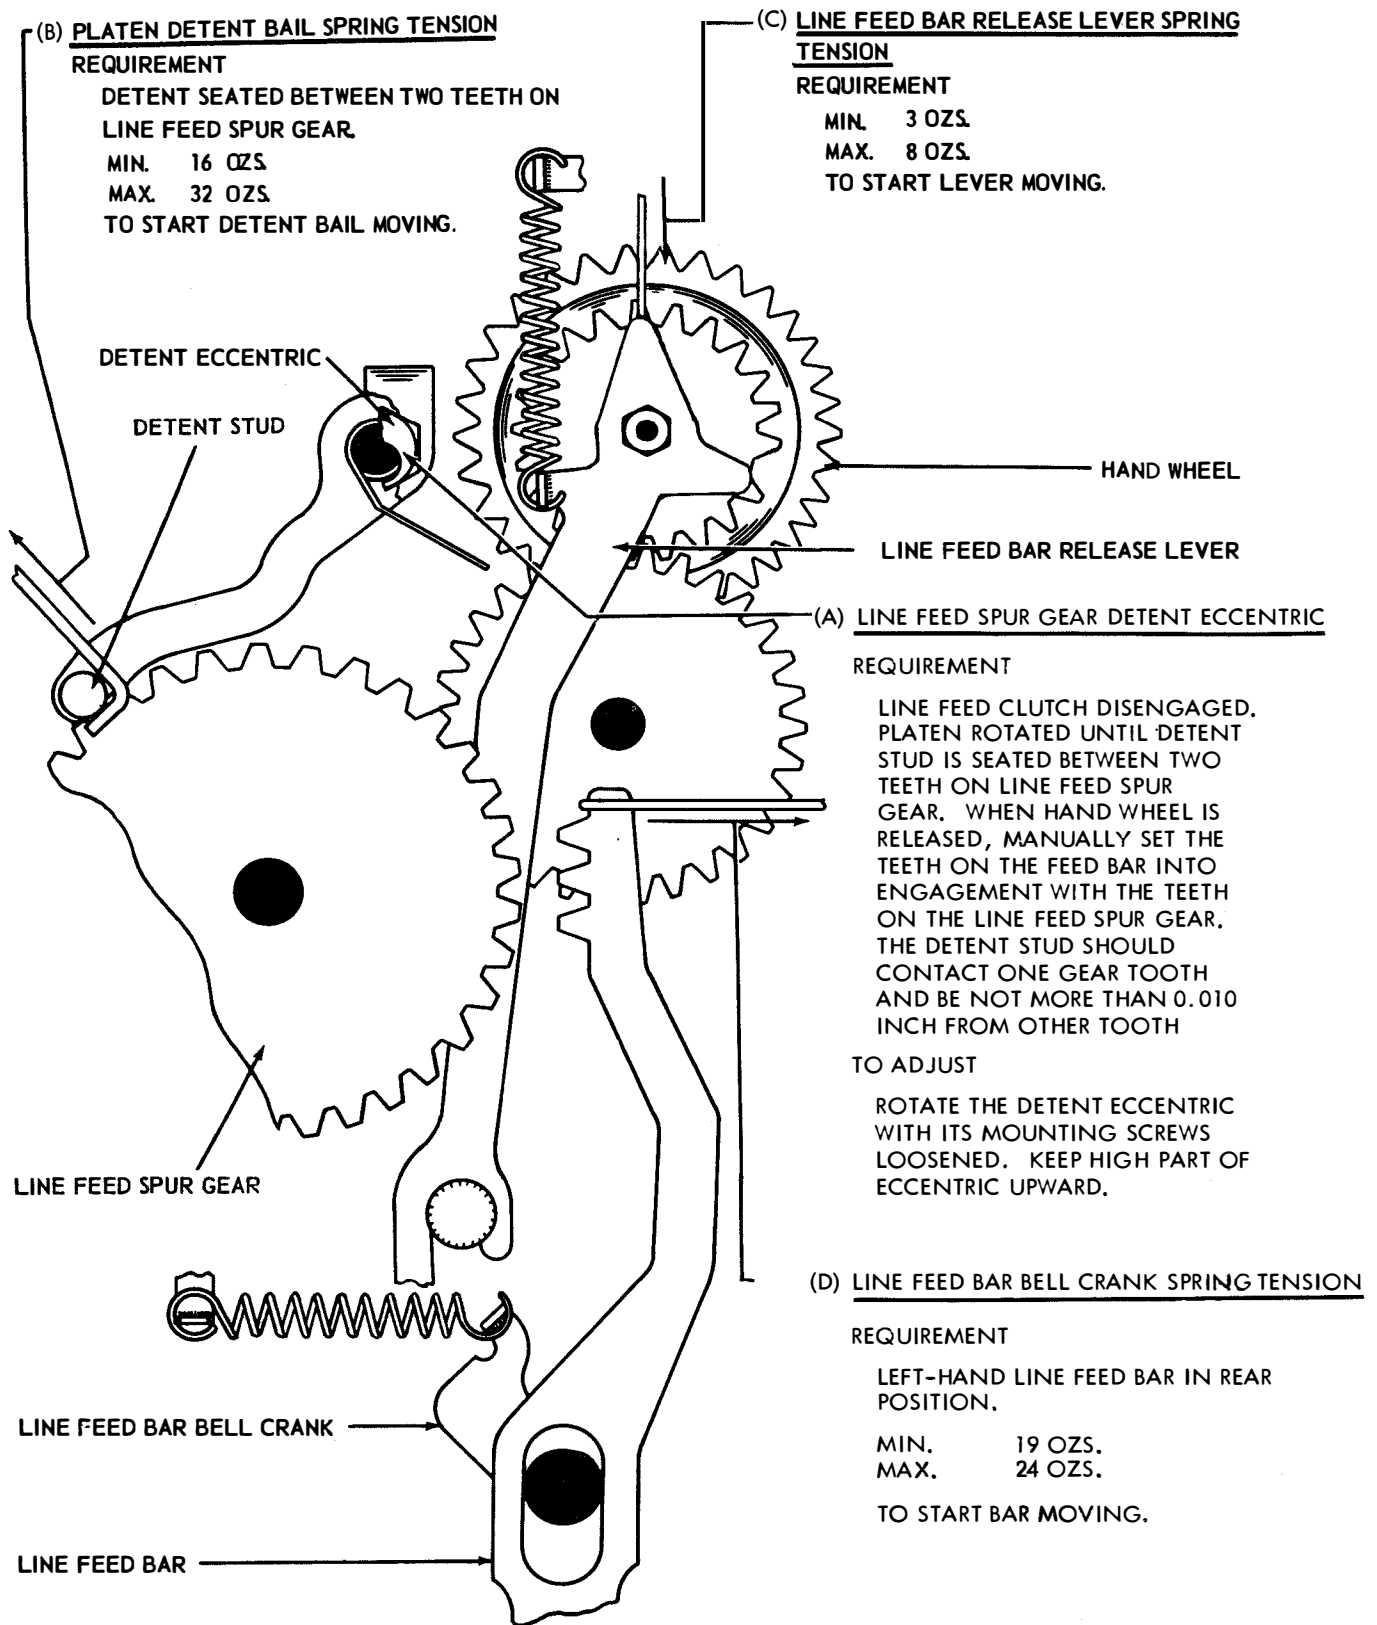 (B) PLATEN DETENT BAIL SPRING TENSION
REQUIREMENT
DETENT SEATED BETWEEN TWO TEETH ON
LINE FEED SPUR GEAR.
MIN. 16 OZS.
MAX. 32 OZS.
TO START DETENT BAIL MOVING.
(C) LINE FEED BAR RELEASE LEVER SPRING
TENSION
REQUIREMENT
MIN. 3 OZS.
MAX. 8 OZS.
TO START LEVER MOVING.
DETENT ECCENTRIC
DETENT STUD
HAND WHEEL
LINE FEED BAR RELEASE LEVER
(A) LINE FEED SPUR GEAR DETENT ECCENTRIC
REQUIREMENT
LINE FEED CLUTCH DISENGAGED.
PLATEN ROTATED UNTIL DETENT
STUD IS SEATED BETWEEN TWO
TEETH ON LINE FEED SPUR
GEAR. WHEN HAND WHEEL IS
RELEASED, MANUALLY SET THE
TEETH ON THE FEED BAR INTO
ENGAGEMENT WITH THE TEETH
ON THE LINE FEED SPUR GEAR.
THE DETENT STUD SHOULD
CONTACT ONE GEAR TOOTH
AND BE NOT MORE THAN 0.010
INCH FROM OTHER TOOTH
TO ADJUST
ROTATE THE DETENT ECCENTRIC
WITH ITS MOUNTING SCREWS
LOOSENED. KEEP HIGH PART OF
ECCENTRIC UPWARD.
LINE FEED SPUR GEAR
(D) LINE FEED BAR BELL CRANK SPRING TENSION
REQUIREMENT
LEFT-HAND LINE FEED BAR IN REAR
POSITION.
MIN. 19 OZS.
MAX. 24 OZS.
TO START BAR MOVING.
LINE FEED BAR BELL CRANK
LINE FEED BAR